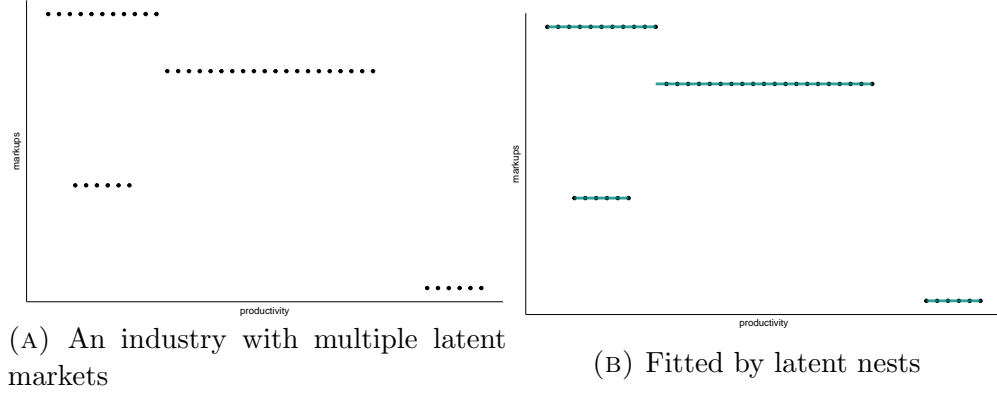 markups
productivity
(A) An industry with multiple latent
markets
markups
productivity
(B) Fitted by latent nests